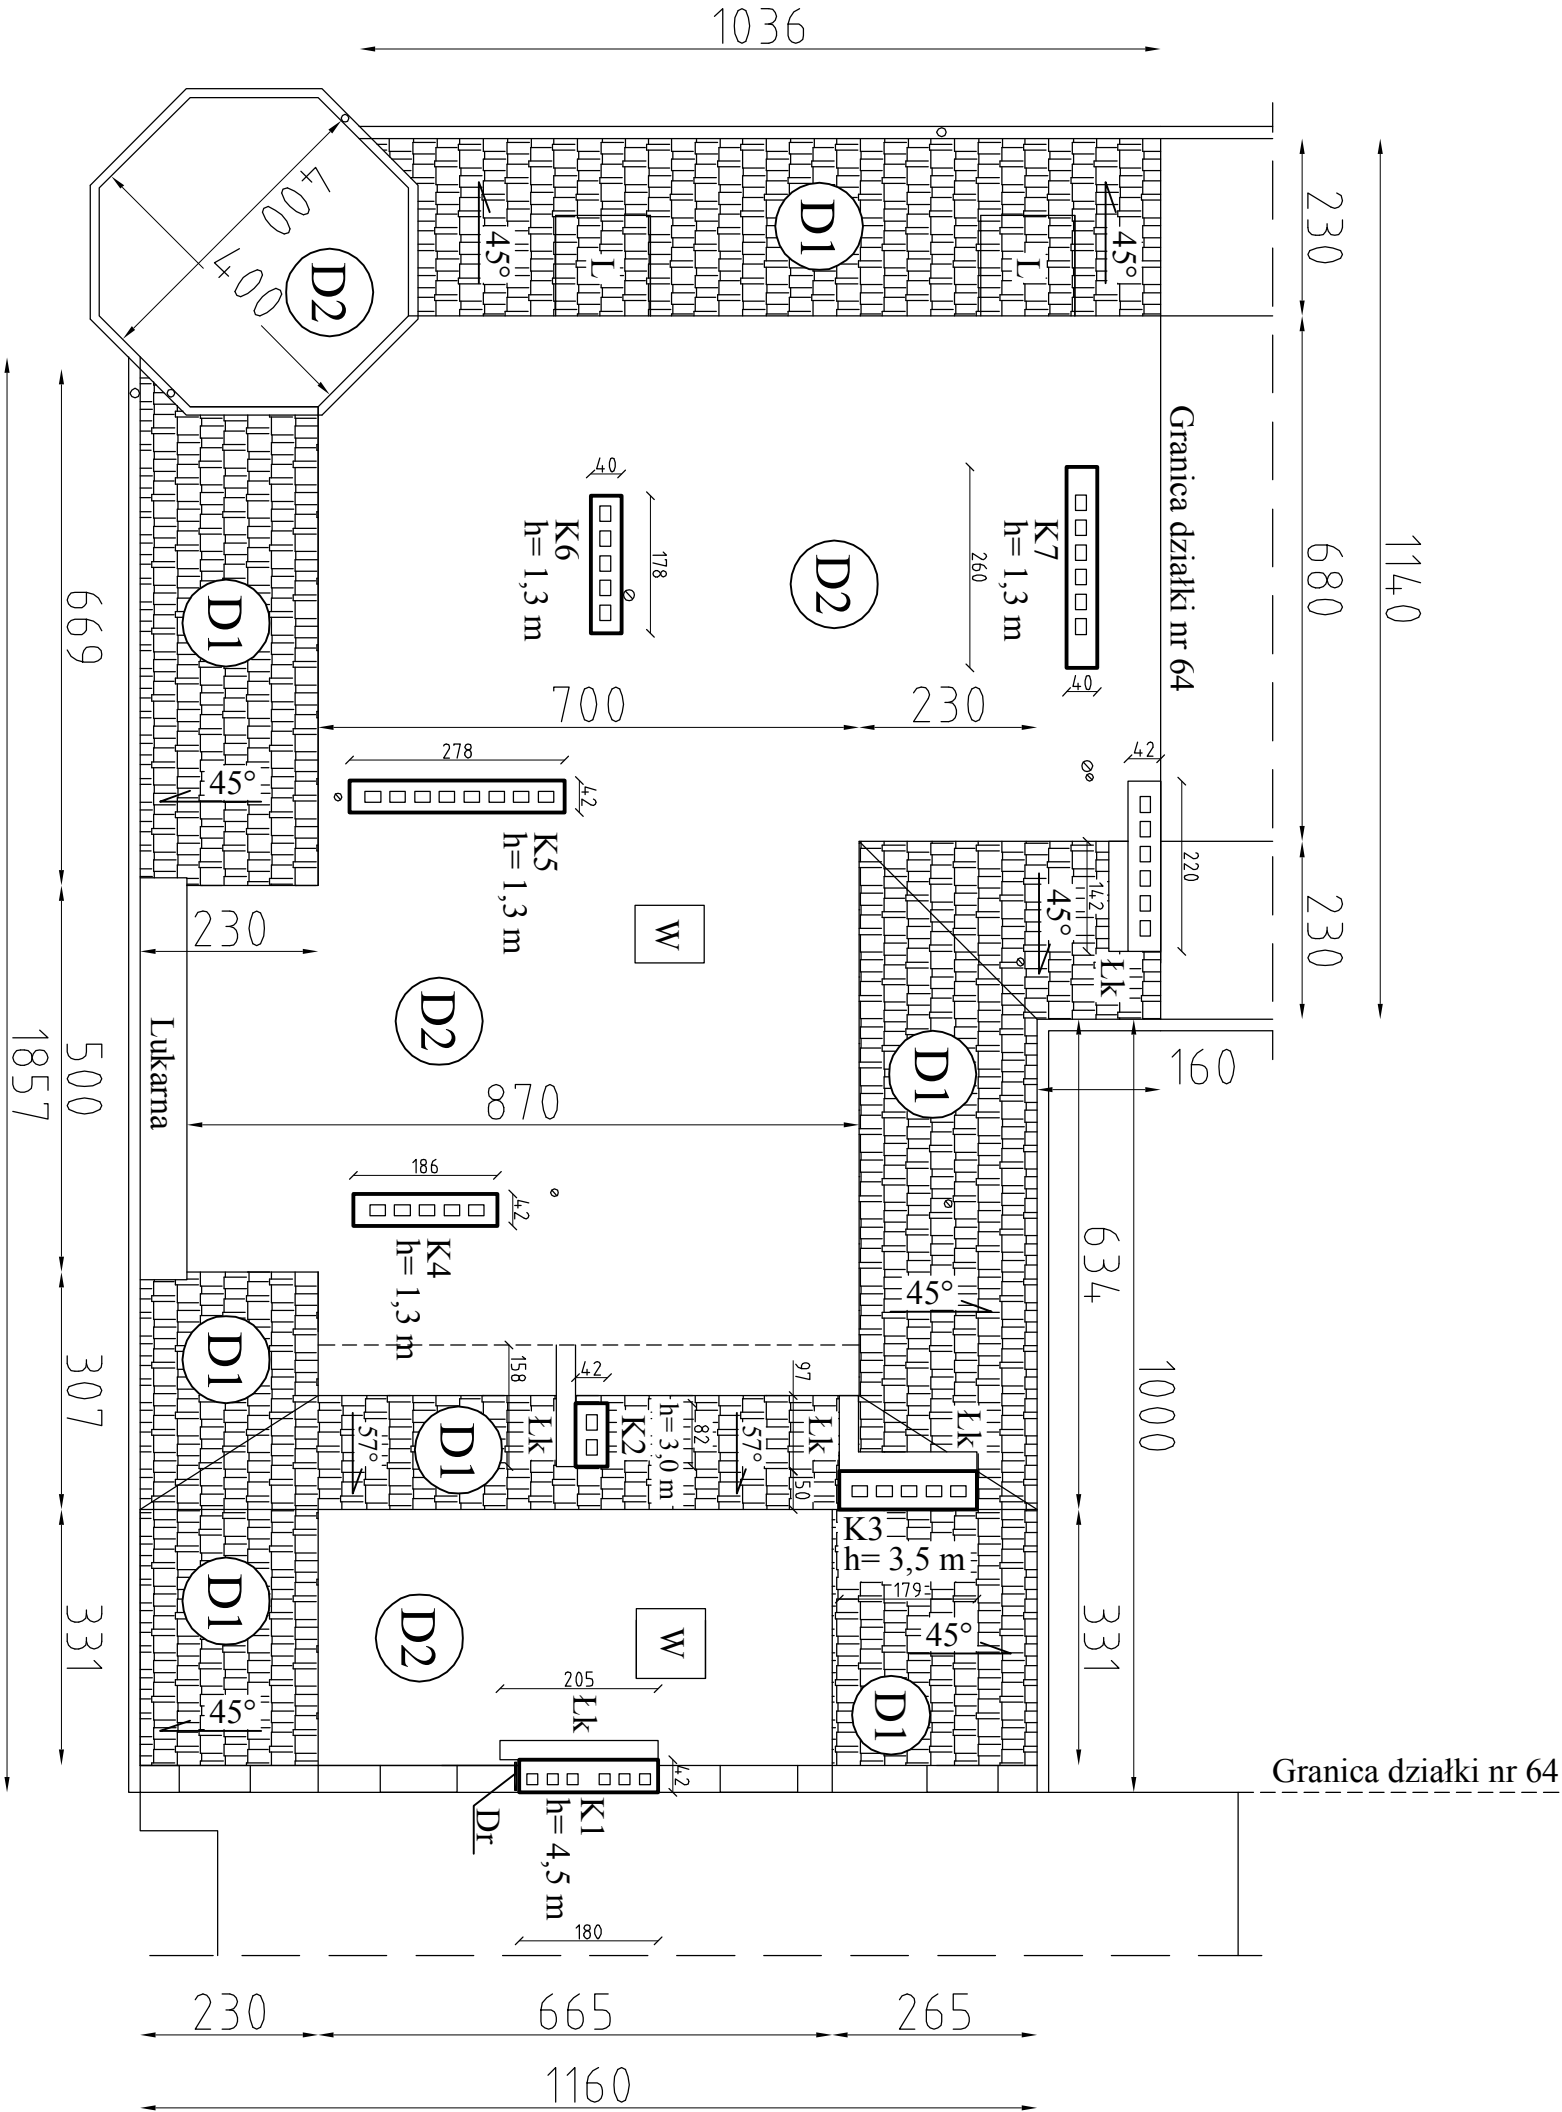 1036
400
400
D2
45°
L
D1
L
45°
230
680
230
1140
Granica działki nr 64
40
178
K6
h= 1,3 m
D2
260
K7
h= 1,3 m
40
D1
45°
700
230
278
42
K5
h= 1,3 m
42
220
142
45°
Łk
W
230
669
500
307
331
1857
Lukarna
D2
D1
160
870
634
1000
331
186
42
K4
h= 1,3 m
45°
D1
158
42
97
57°
D1
Łk
K2
h= 3,0 m
82
57°
Łk
50
Łk
K3
h= 3,5 m
179
45°
D1
D1
45°
D2
W
205
Łk
42
Dr
K1
h= 4,5 m
180
Granica działki nr 64
230
665
265
1160